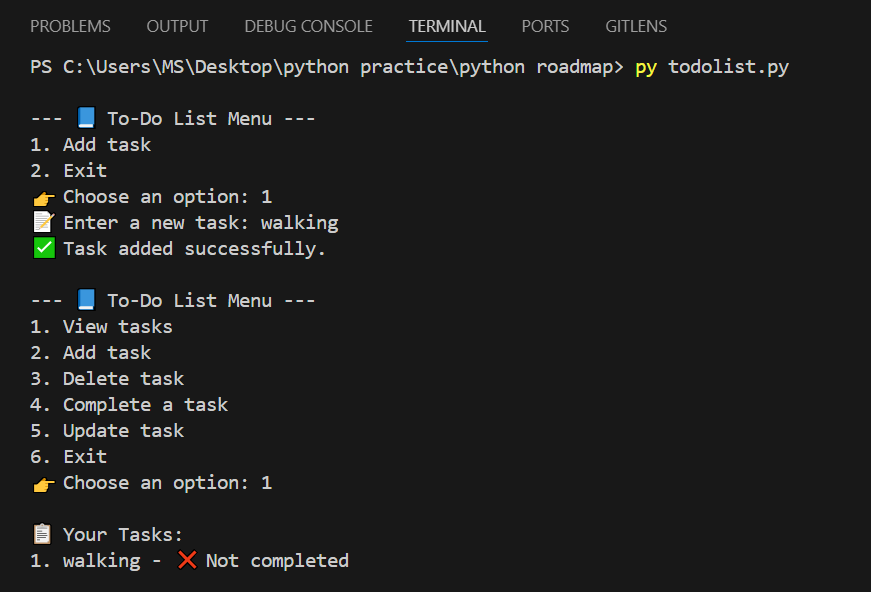 PROBLEMS OUTPUT DEBUG CONSOLE TERMINAL PORTS GITLENS
PS C:\Users\MS\Desktop\python practice\python roadmap> py todolist.py
--- 📘 To-Do List Menu ---
1. Add task
2. Exit
👉 Choose an option: 1
📝 Enter a new task: walking
✅ Task added successfully.
--- 📘 To-Do List Menu ---
1. View tasks
2. Add task
3. Delete task
4. Complete a task
5. Update task
6. Exit
👉 Choose an option: 1
📋 Your Tasks:
1. walking - ❌ Not completed